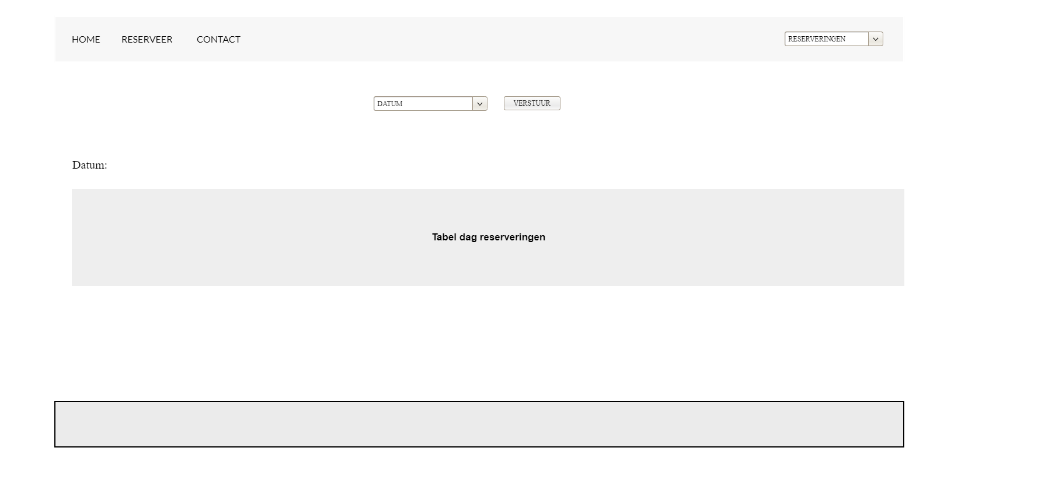 HOME RESERVEER CONTACT RESERVERINGEN
DATUM VERSTUUR
Datum:
Tabel dag reserveringen